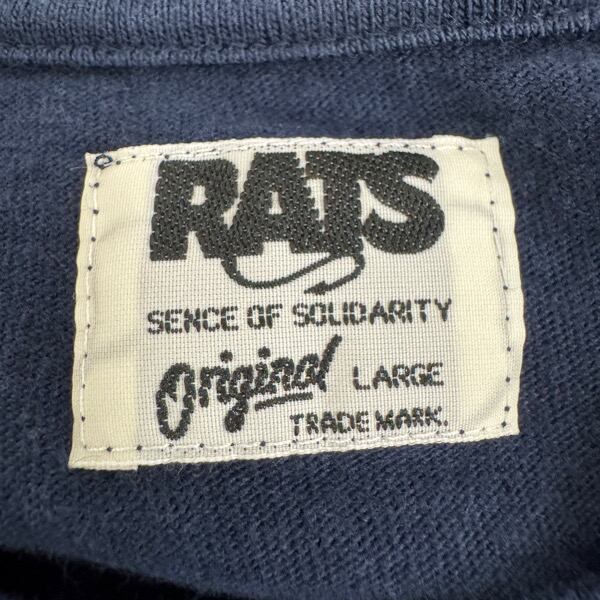 RATS
SENCE OF SOLIDARITY
Original LARGE
TRADE MARK.